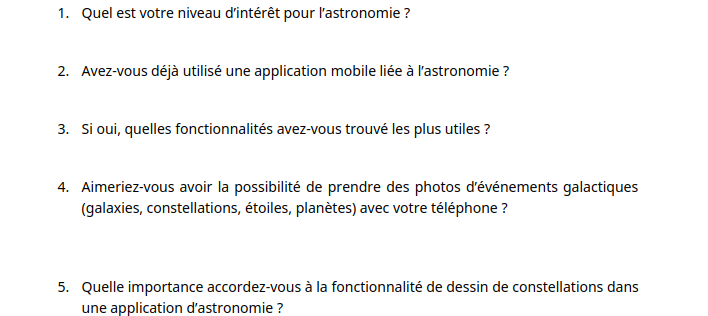 1. Quel est votre niveau d’intérêt pour l’astronomie ?
2. Avez-vous déjà utilisé une application mobile liée à l’astronomie ?
3. Si oui, quelles fonctionnalités avez-vous trouvé les plus utiles ?
4. Aimeriez-vous avoir la possibilité de prendre des photos d’événements galactiques
(galaxies, constellations, étoiles, planètes) avec votre téléphone ?
5. Quelle importance accordez-vous à la fonctionnalité de dessin de constellations dans
une application d’astronomie ?